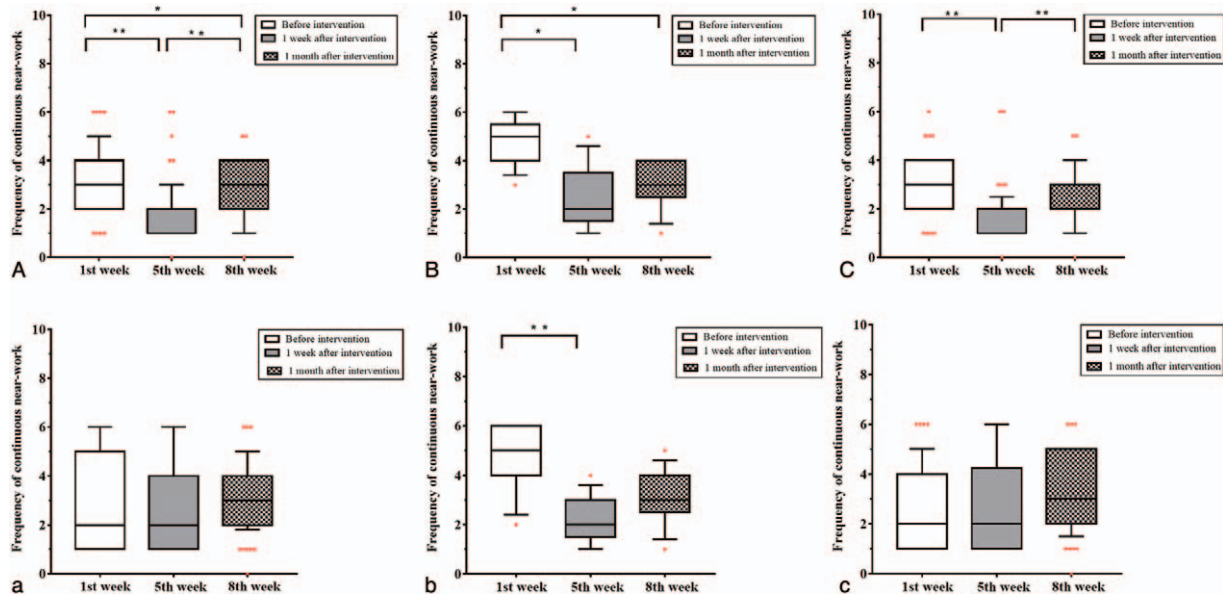 Frequency of continuous near-work
10
8
6
4
2
0
* 
** **
Before intervention
1 week after intervention
1 month after intervention
1st week 5th week 8th week
A
Frequency of continuous near-work
10
8
6
4
2
0
*
*
Before intervention
1 week after intervention
1 month after intervention
1st week 5th week 8th week
B
Frequency of continuous near-work
10
8
6
4
2
0
** **
Before intervention
1 week after intervention
1 month after intervention
1st week 5th week 8th week
C
Frequency of continuous near-work
10
8
6
4
2
0
Before intervention
1 week after intervention
1 month after intervention
1st week 5th week 8th week
a
Frequency of continuous near-work
10
8
6
4
2
0
**
Before intervention
1 week after intervention
1 month after intervention
1st week 5th week 8th week
b
Frequency of continuous near-work
10
8
6
4
2
0
Before intervention
1 week after intervention
1 month after intervention
1st week 5th week 8th week
c